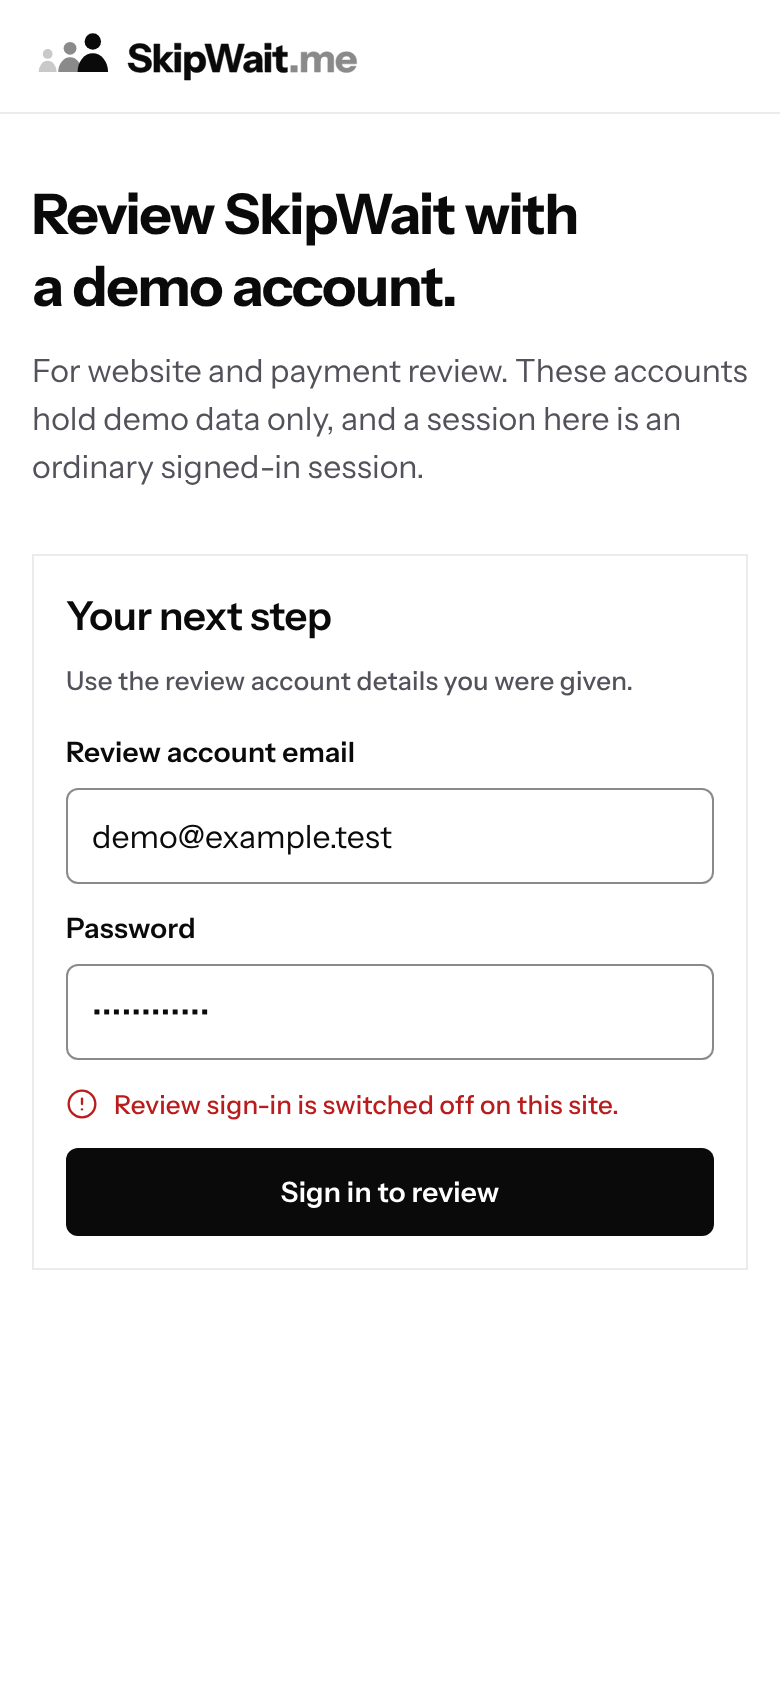 SkipWait.me
Review SkipWait with
a demo account.
For website and payment review. These accounts
hold demo data only, and a session here is an
ordinary signed-in session.
Your next step
Use the review account details you were given.
Review account email
demo@example.test
Password
••••••••••••
Review sign-in is switched off on this site.
Sign in to review